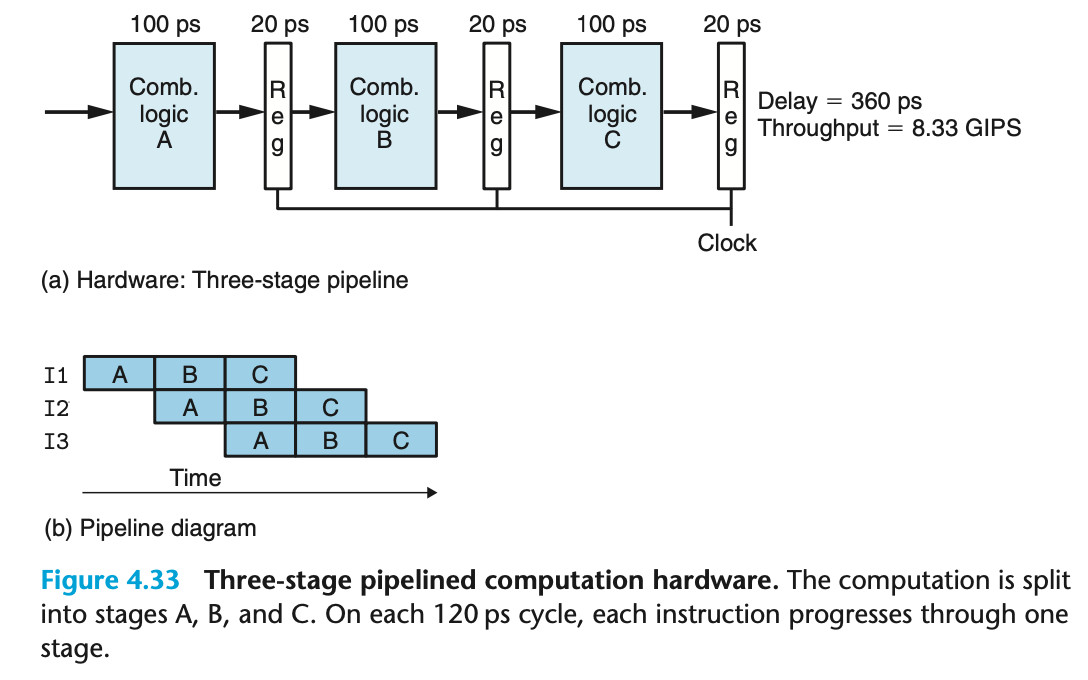 100 ps 20 ps 100 ps 20 ps 100 ps 20 ps
Comb.
logic
A
R
e
g
Comb.
logic
B
R
e
g
Comb.
logic
C
R
e
g
Delay = 360 ps
Throughput = 8.33 GIPS
Clock
(a) Hardware: Three-stage pipeline
I1 A B C
I2 A B C
I3 A B C
Time
(b) Pipeline diagram
Figure 4.33 Three-stage pipelined computation hardware. The computation is split
into stages A, B, and C. On each 120 ps cycle, each instruction progresses through one
stage.